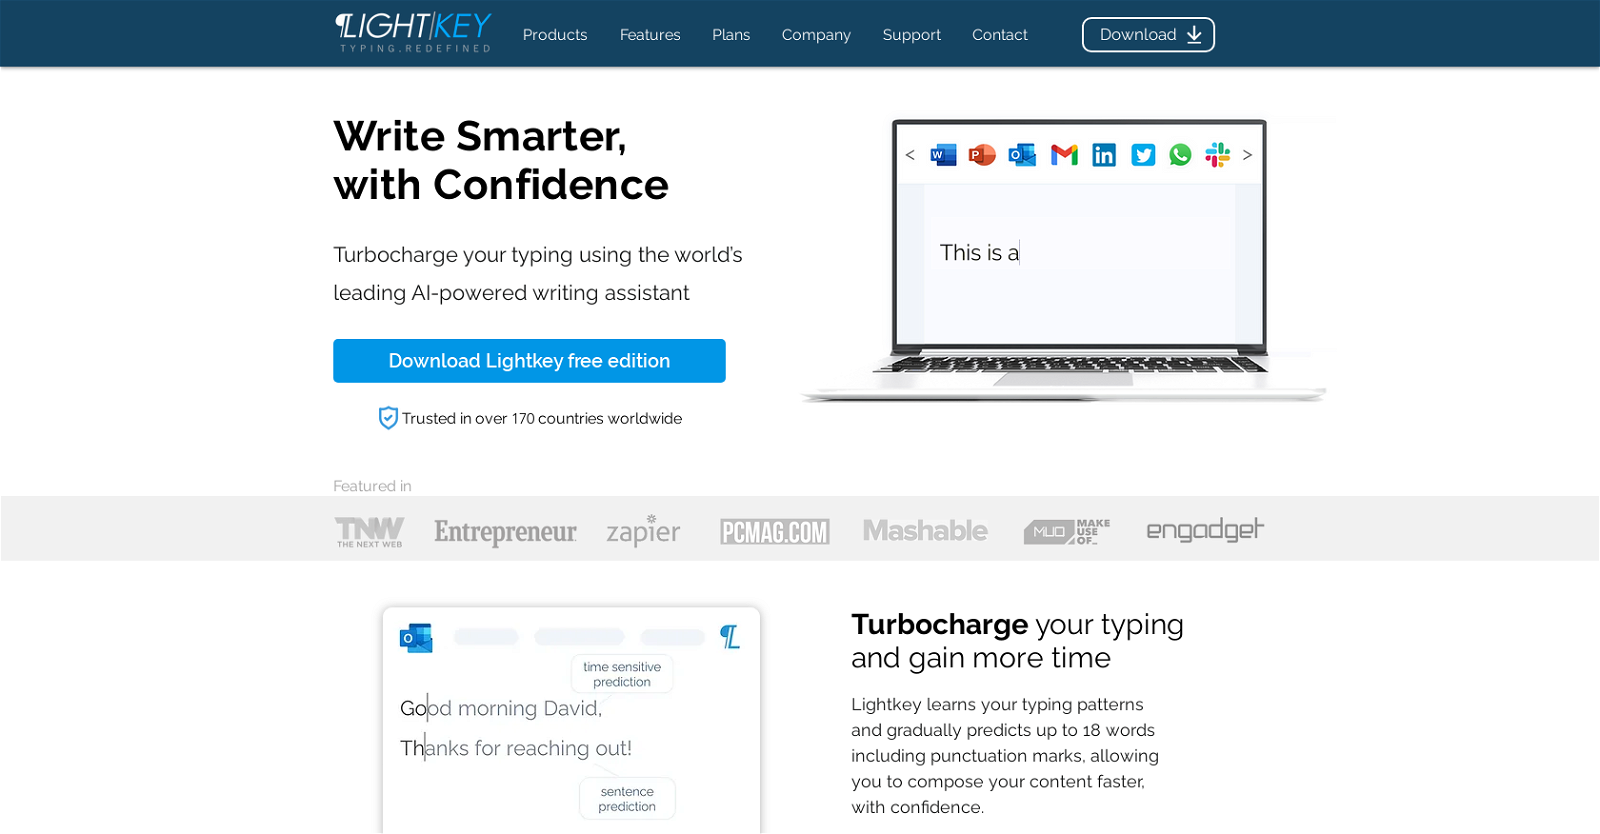 LIGHT|KEY
TYPING.REDEFINED
Products
Features
Plans
Company
Support
Contact
Download
Write Smarter,
with Confidence
Turbocharge your typing using the world's
leading AI-powered writing assistant
Download Lightkey free edition
Trusted in over 170 countries worldwide
< >
This is a
Featured in
TNW
THE NEXT WEB
Entrepreneur
zapier
PCMAG.COM
Mashable
MUO MAKE
USE
OF_
engadget
time sensitive
prediction
Good morning David,
Thanks for reaching out!
sentence
prediction
Turbocharge your typing
and gain more time
Lightkey learns your typing patterns
and gradually predicts up to 18 words
including punctuation marks, allowing
you to compose your content faster,
with confidence.